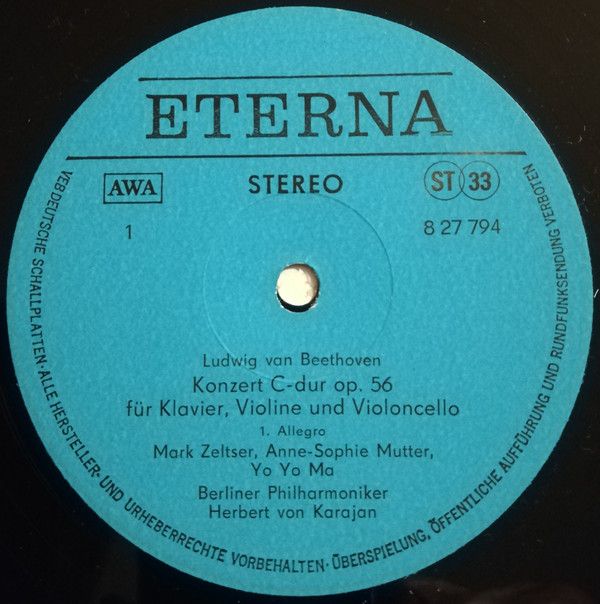 ETERNA
AWA
STEREO
ST 33
1
8 27 794
Ludwig van Beethoven
Konzert C-dur op. 56
für Klavier, Violine und Violoncello
1. Allegro
Mark Zeltser, Anne-Sophie Mutter,
Yo Yo Ma
Berliner Philharmoniker
Herbert von Karajan
VEB DEUTSCHE SCHALLPLATTEN · ALLE HERSTELLER- UND URHEBERRECHTE VORBEHALTEN · ÜBERSPIELUNG, ÖFFENTLICHE AUFFÜHRUNG UND RUNDFUNKSENDUNG VERBOTEN